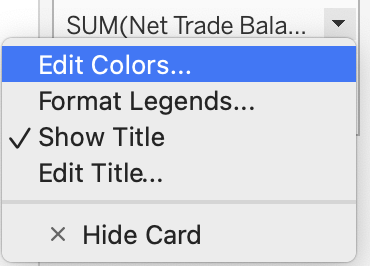 SUM(Net Trade Bala...
Edit Colors...
Format Legends...
Show Title
Edit Title...
Hide Card